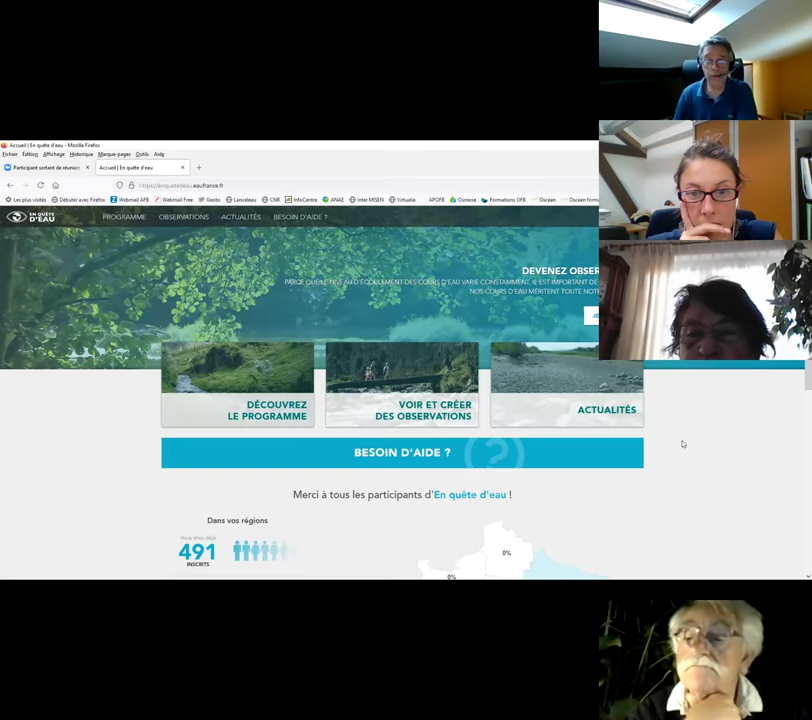 Accueil | En quête d'eau - Mozilla Firefox
Fichier Édition Affichage Historique Marque-pages Outils Aide
Participant sortant de réunion
Accueil | En quête d'eau
https://enquetedeau.eaufrance.fr
Les plus visités Débuter avec Firefox Webmail AFB Webmail Free Geobs Lanceleau CNR InfoCentre ANAE Inter MISEN Virtualia APOFB Osmose Formations OFB Oscean Oscean form
EN QUÊTE D'EAU
PROGRAMME OBSERVATIONS ACTUALITÉS BESOIN D'AIDE ?
DEVENEZ OBSER
PARCE QUE LE NIVEAU D'ÉCOULEMENT DES COURS D'EAU VARIE CONSTAMMENT, IL EST IMPORTANT DE
NOS COURS D'EAU MÉRITENT TOUTE NOT
JE
DÉCOUVREZ
LE PROGRAMME
VOIR ET CRÉER
DES OBSERVATIONS
ACTUALITÉS
BESOIN D'AIDE ?
Merci à tous les participants d'En quête d'eau !
Dans vos régions
Vous êtes déjà
491
INSCRITS
0%
0%